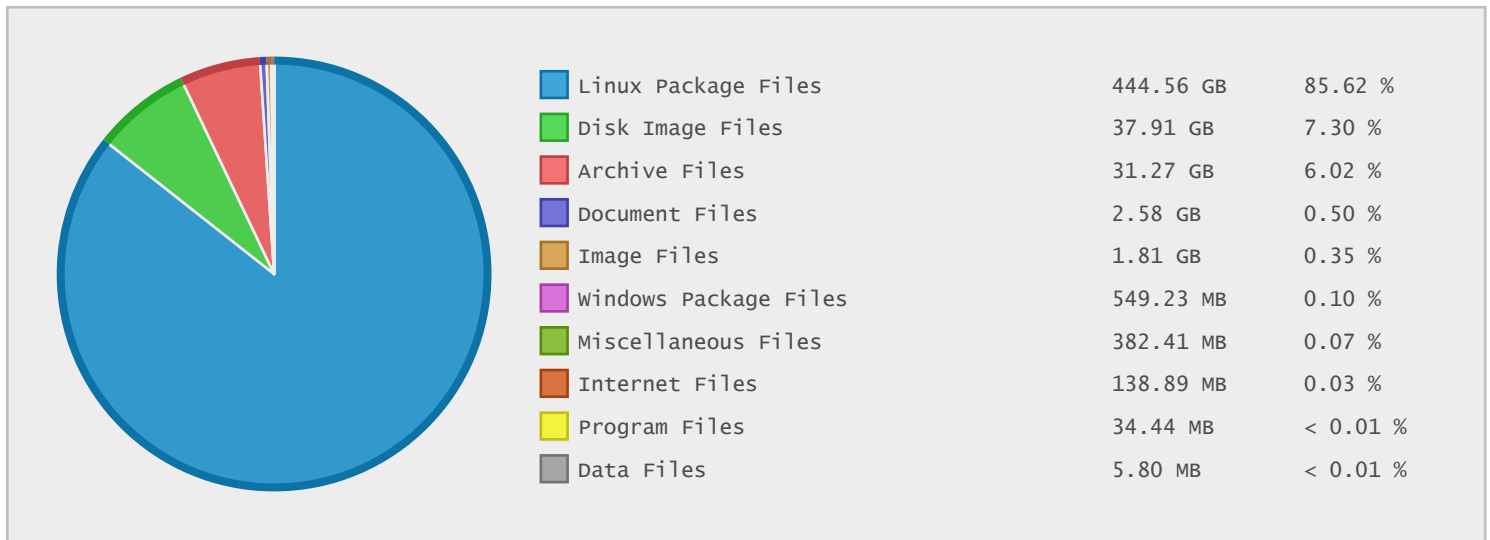 Linux Package Files 444.56 GB 85.62 %
Disk Image Files 37.91 GB 7.30 %
Archive Files 31.27 GB 6.02 %
Document Files 2.58 GB 0.50 %
Image Files 1.81 GB 0.35 %
Windows Package Files 549.23 MB 0.10 %
Miscellaneous Files 382.41 MB 0.07 %
Internet Files 138.89 MB 0.03 %
Program Files 34.44 MB < 0.01 %
Data Files 5.80 MB < 0.01 %